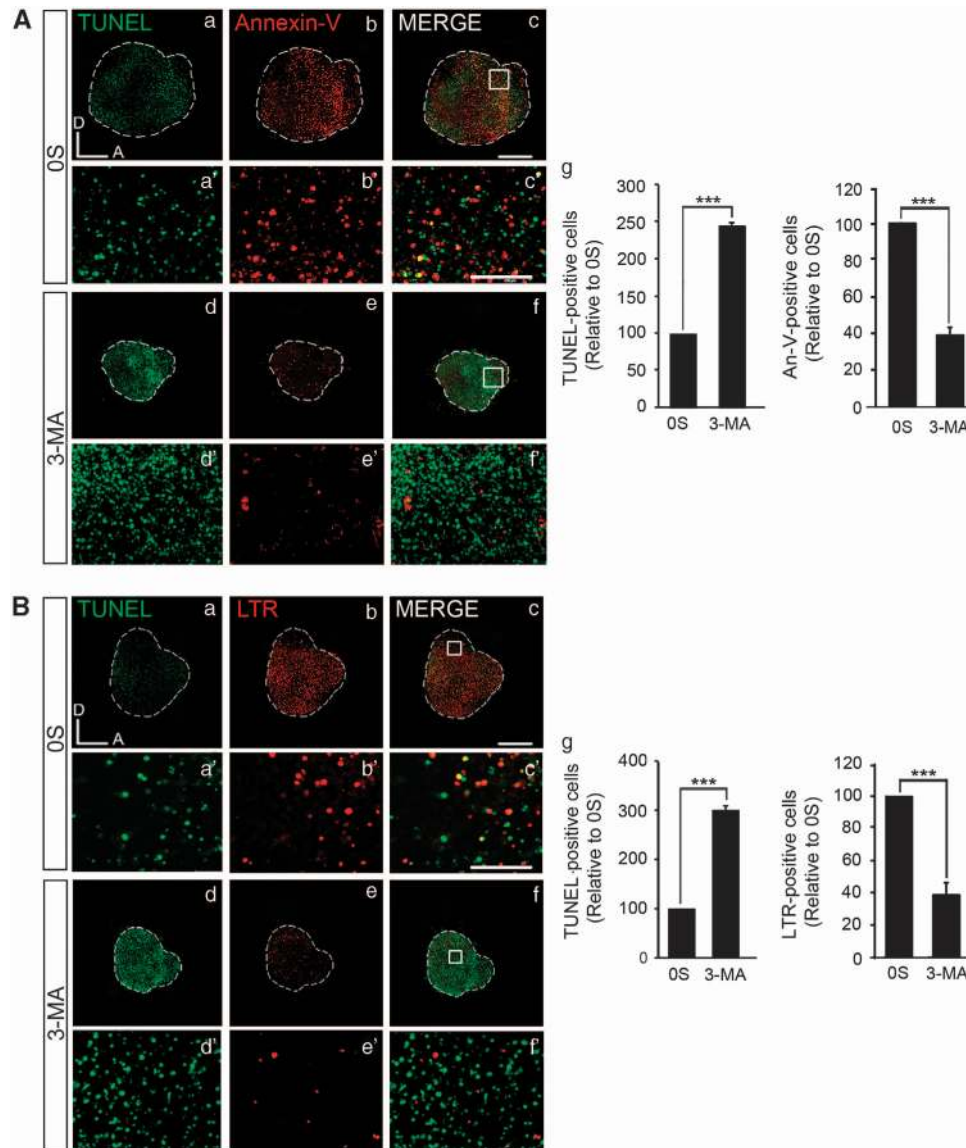 A
TUNEL a
Annexin-V b
MERGE c
0S
D
A
a'
b'
c'
3-MA
d
e
f
d'
e'
f'
g
TUNEL-positive cells
(Relative to 0S)
300
250
200
150
100
50
0
***
0S 3-MA
An-V-positive cells
(Relative to 0S)
120
100
80
60
40
20
0
***
0S 3-MA
B
TUNEL a
LTR b
MERGE c
0S
D
A
a'
b'
c'
3-MA
d
e
f
d'
e'
f'
g
TUNEL-positive cells
(Relative to 0S)
400
300
200
100
0
***
0S 3-MA
LTR-positive cells
(Relative to 0S)
120
100
80
60
40
20
0
***
0S 3-MA